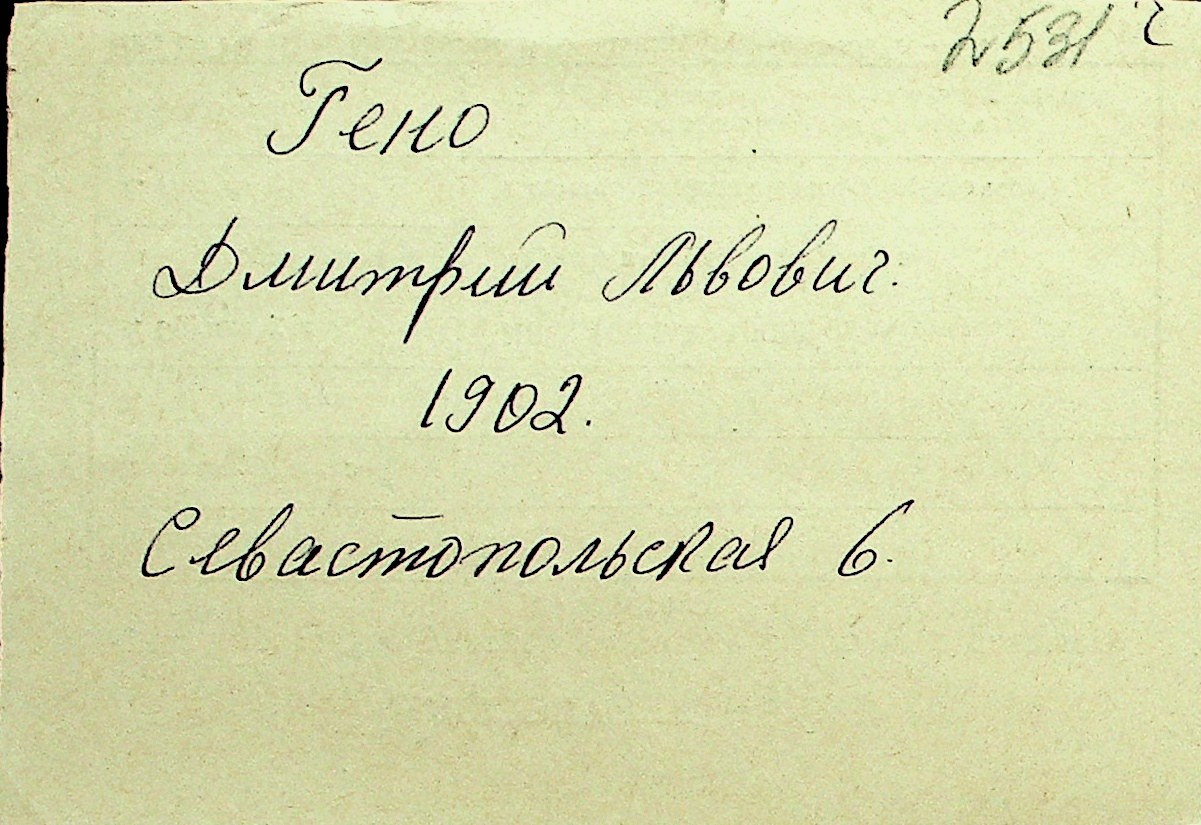 2531
Гено
Дмитрий Львович.
1902.
Севастопольская 6.